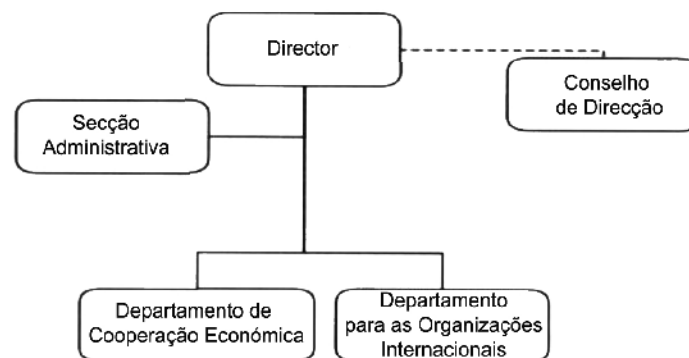 Director
Conselho
de Direcção
Secção
Administrativa
Departamento de
Cooperação Económica
Departamento
para as Organizações
Internacionais